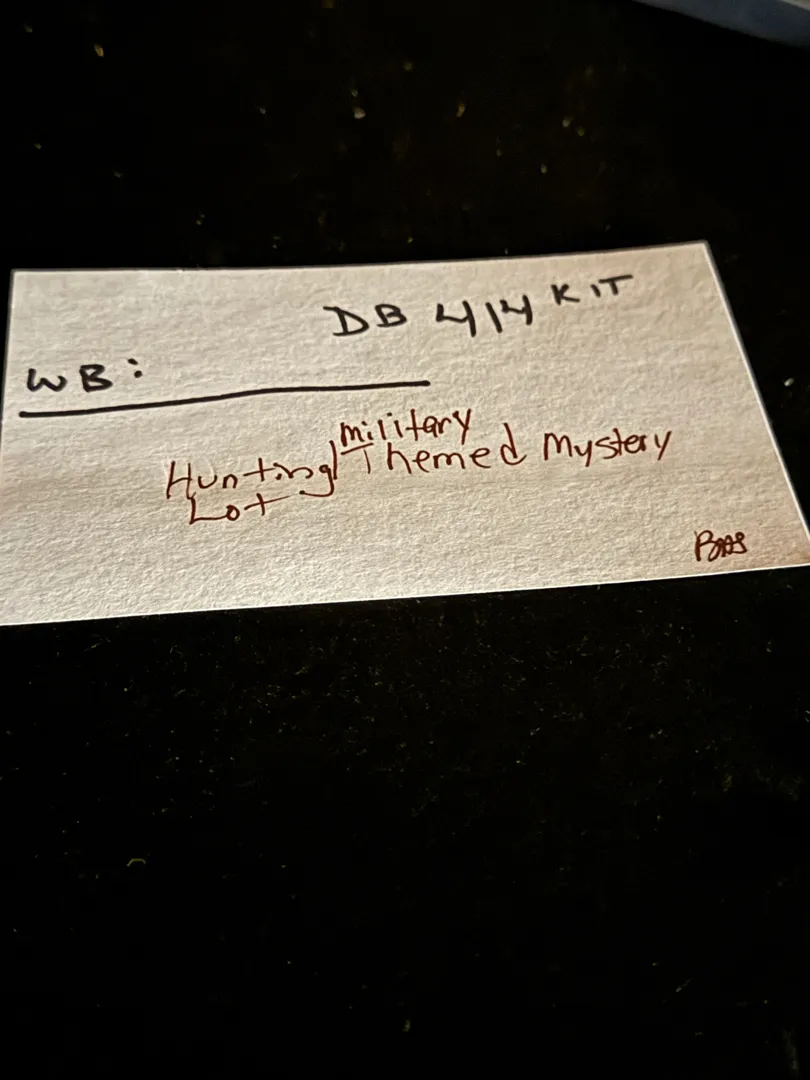 DB 414 KIT
WB:
military
Hunting/Themed Mystery
Lot